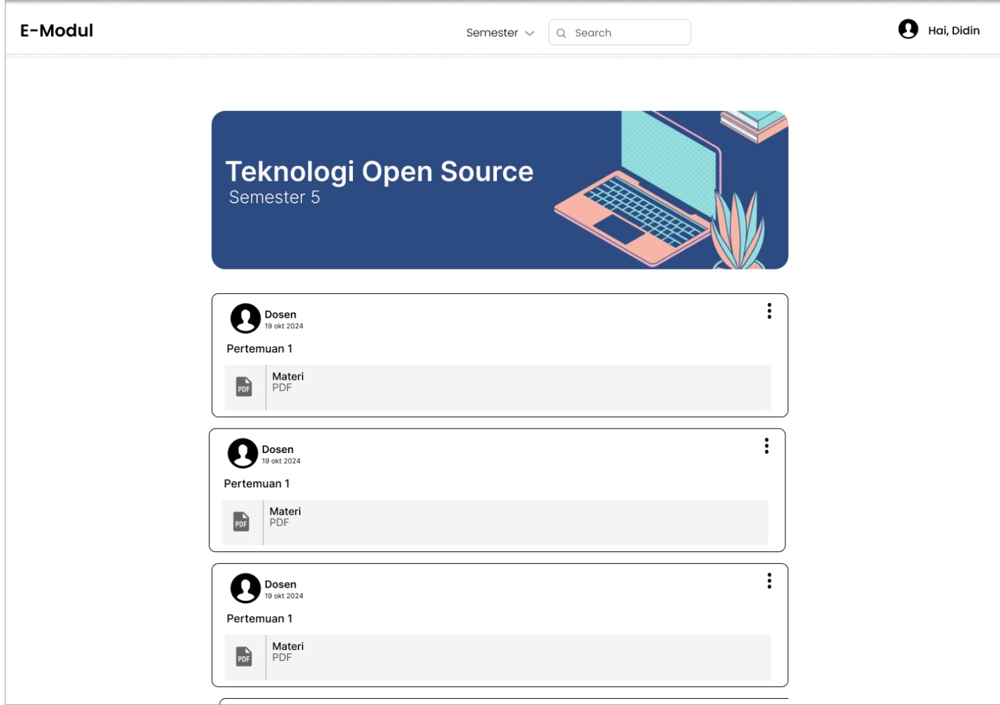 E-Modul
Semester
Search
Hai, Didin
Teknologi Open Source
Semester 5
Dosen
19 okt 2024
Pertemuan 1
PDF
Materi
PDF
Dosen
19 okt 2024
Pertemuan 1
PDF
Materi
PDF
Dosen
19 okt 2024
Pertemuan 1
PDF
Materi
PDF